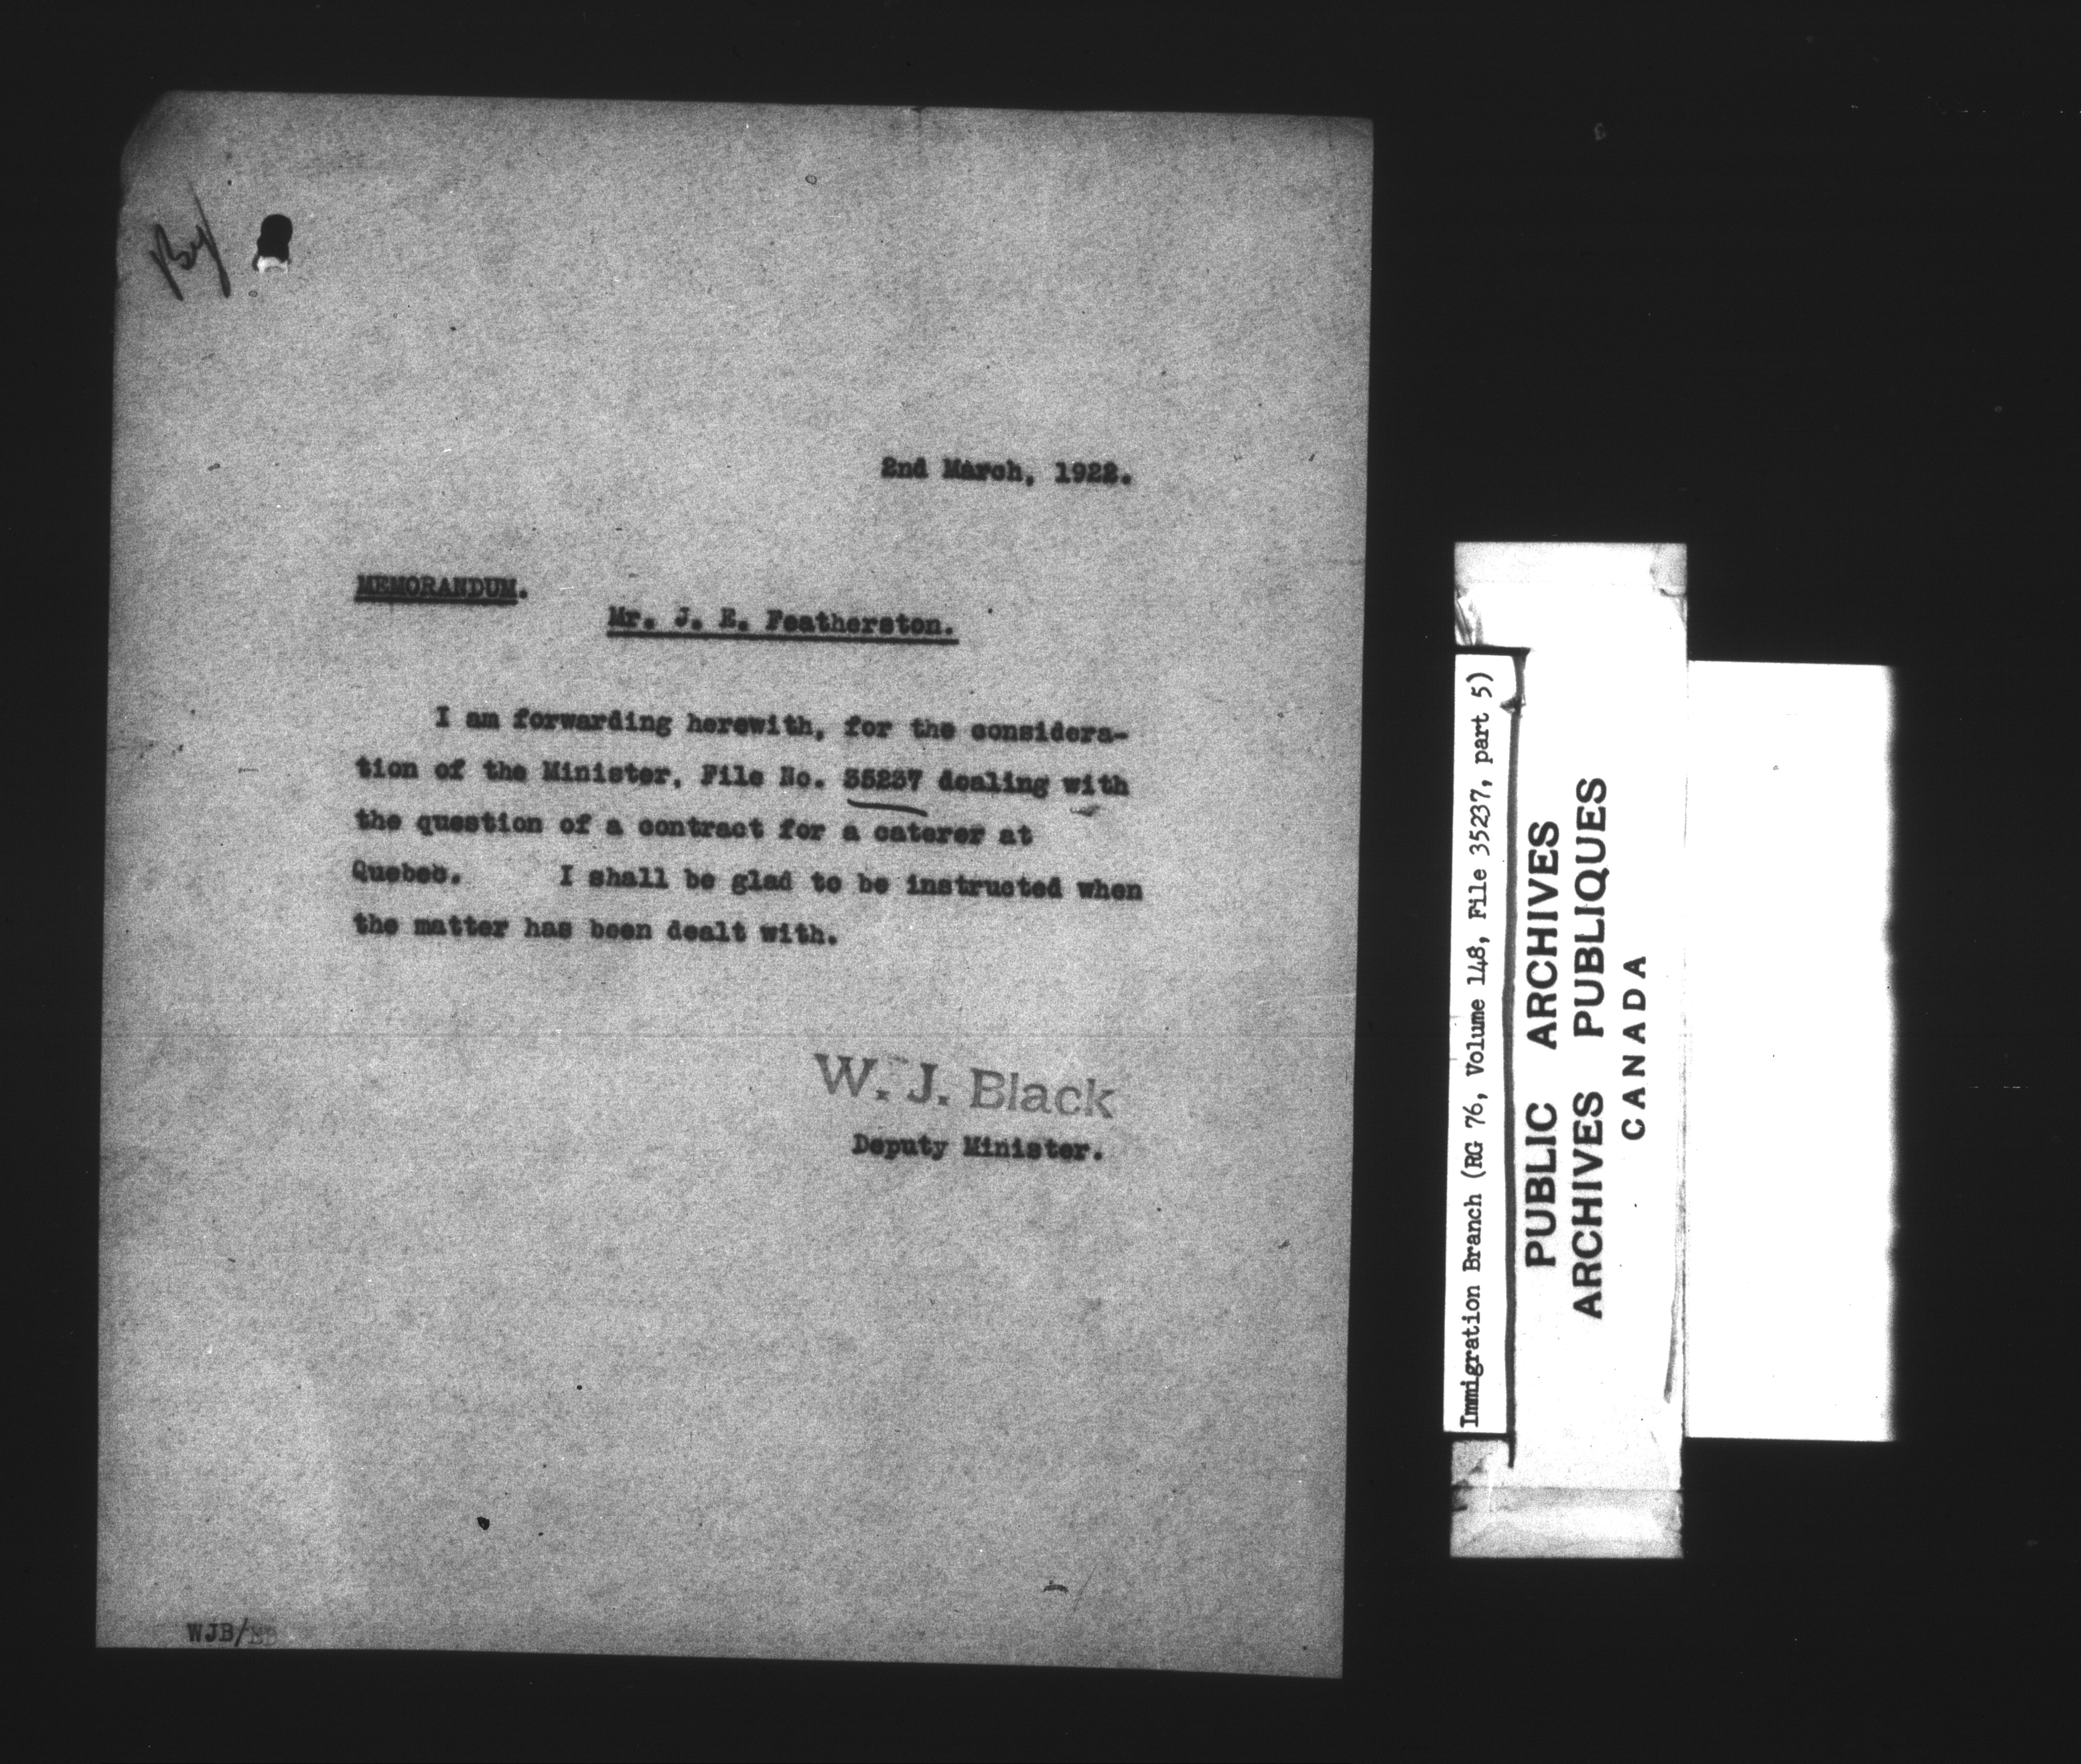 By
2nd March, 1922.
MEMORANDUM.
Mr. J. E. Featherston.
I am forwarding herewith, for the considera-
tion of the Minister, File No. 35237 dealing with
the question of a contract for a caterer at
Quebec. I shall be glad to be instructed when
the matter has been dealt with.
W. J. Black
Deputy Minister.
WJB/
Immigration Branch (RG 76, Volume 148, File 35237, part 5)
PUBLIC ARCHIVES
ARCHIVES PUBLIQUES
CANADA